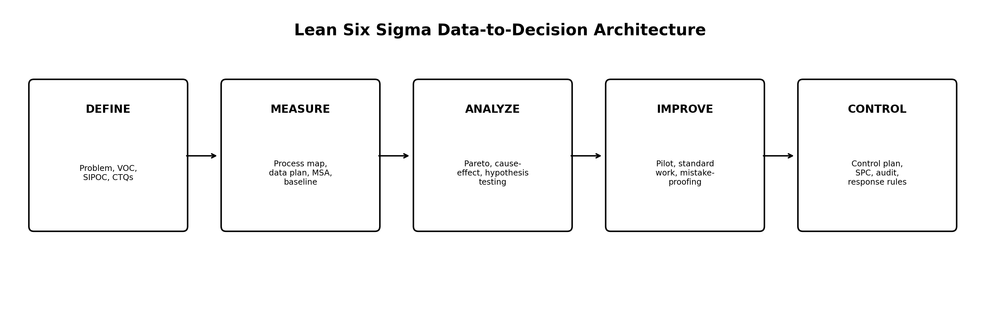 Lean Six Sigma Data-to-Decision Architecture
DEFINE
Problem, VOC,
SIPOC, CTQs
MEASURE
Process map,
data plan, MSA,
baseline
ANALYZE
Pareto, cause-
effect, hypothesis
testing
IMPROVE
Pilot, standard
work, mistake-
proofing
CONTROL
Control plan,
SPC, audit,
response rules